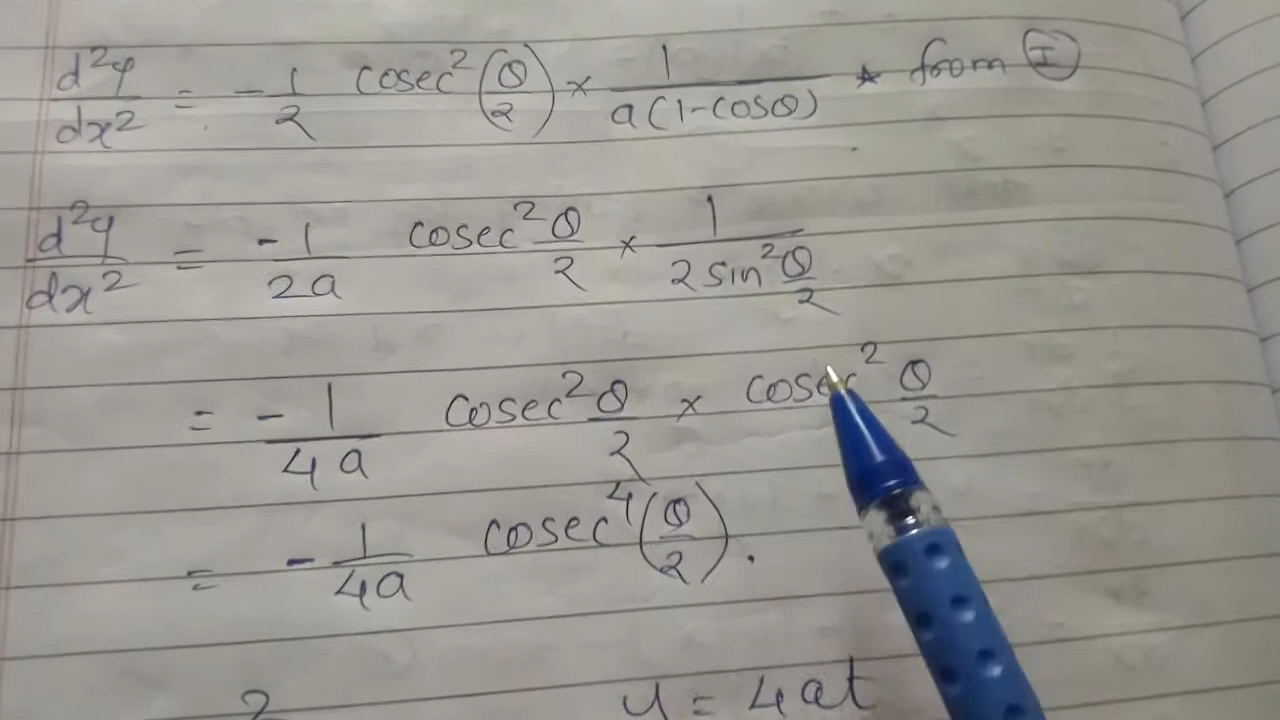 d²y/dx² = -1/2 cosec²(θ/2) × 1/a(1-cosθ) * from (I)
d²y/dx² = -1/2a cosec² θ/2 × 1/2sin² θ/2
= -1/4a cosec² θ/2 × cosec² θ/2
= -1/4a cosec⁴(θ/2).
2 y = 4at